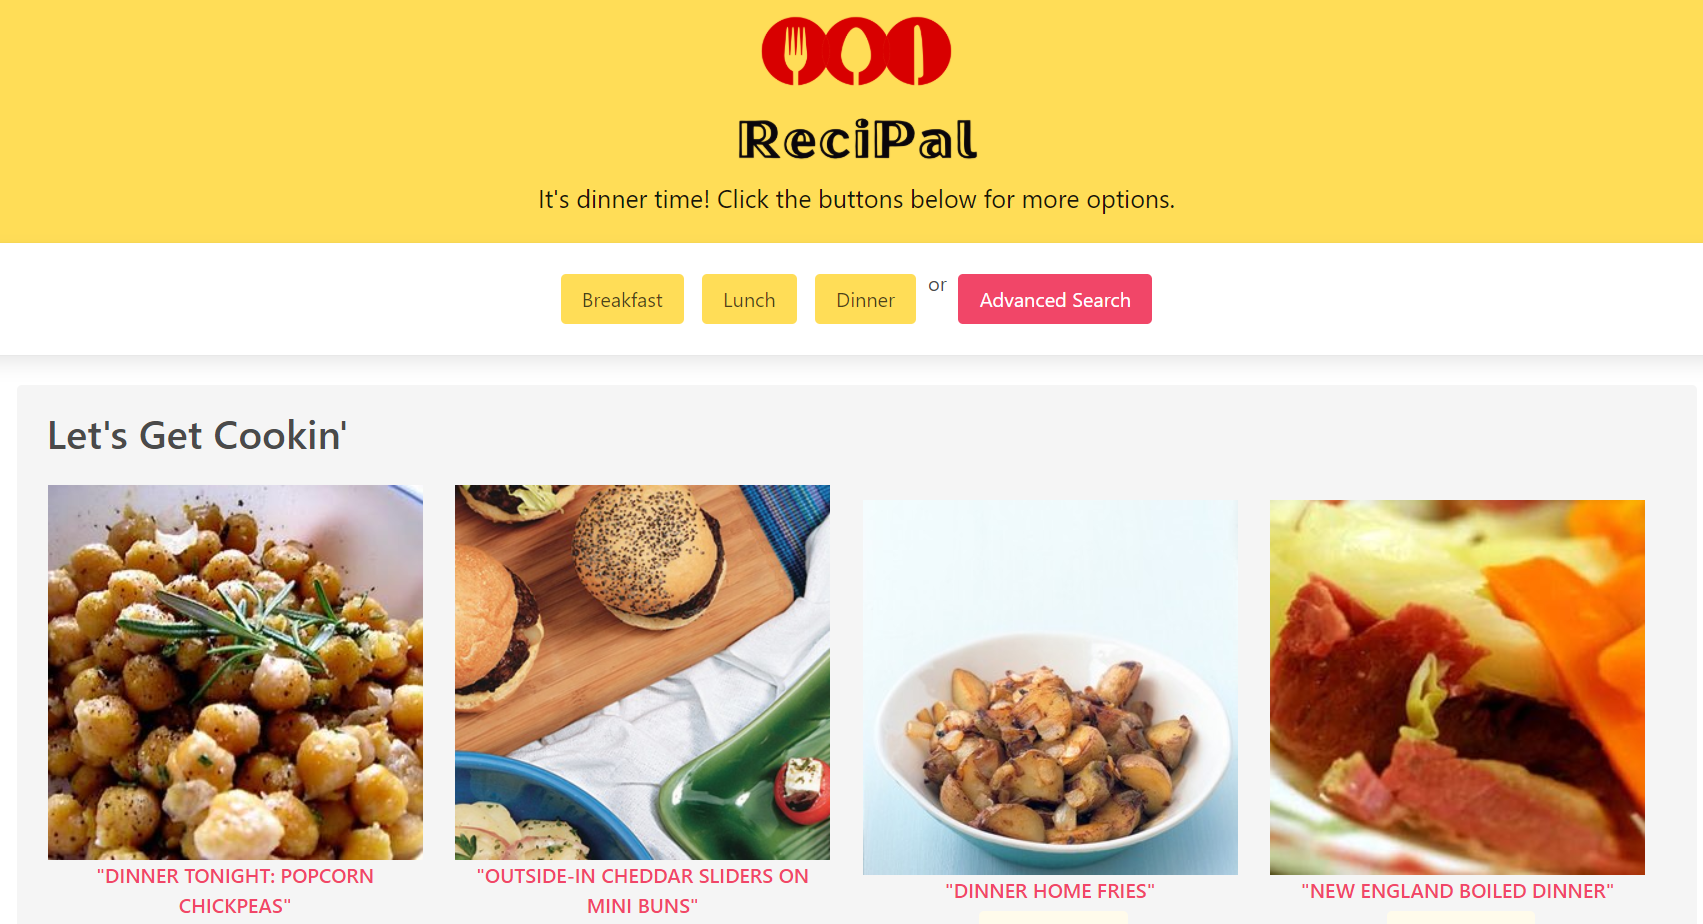 ReciPal
It's dinner time! Click the buttons below for more options.
Breakfast
Lunch
Dinner
or
Advanced Search
Let's Get Cookin'
"DINNER TONIGHT: POPCORN
CHICKPEAS"
"OUTSIDE-IN CHEDDAR SLIDERS ON
MINI BUNS"
"DINNER HOME FRIES"
"NEW ENGLAND BOILED DINNER"